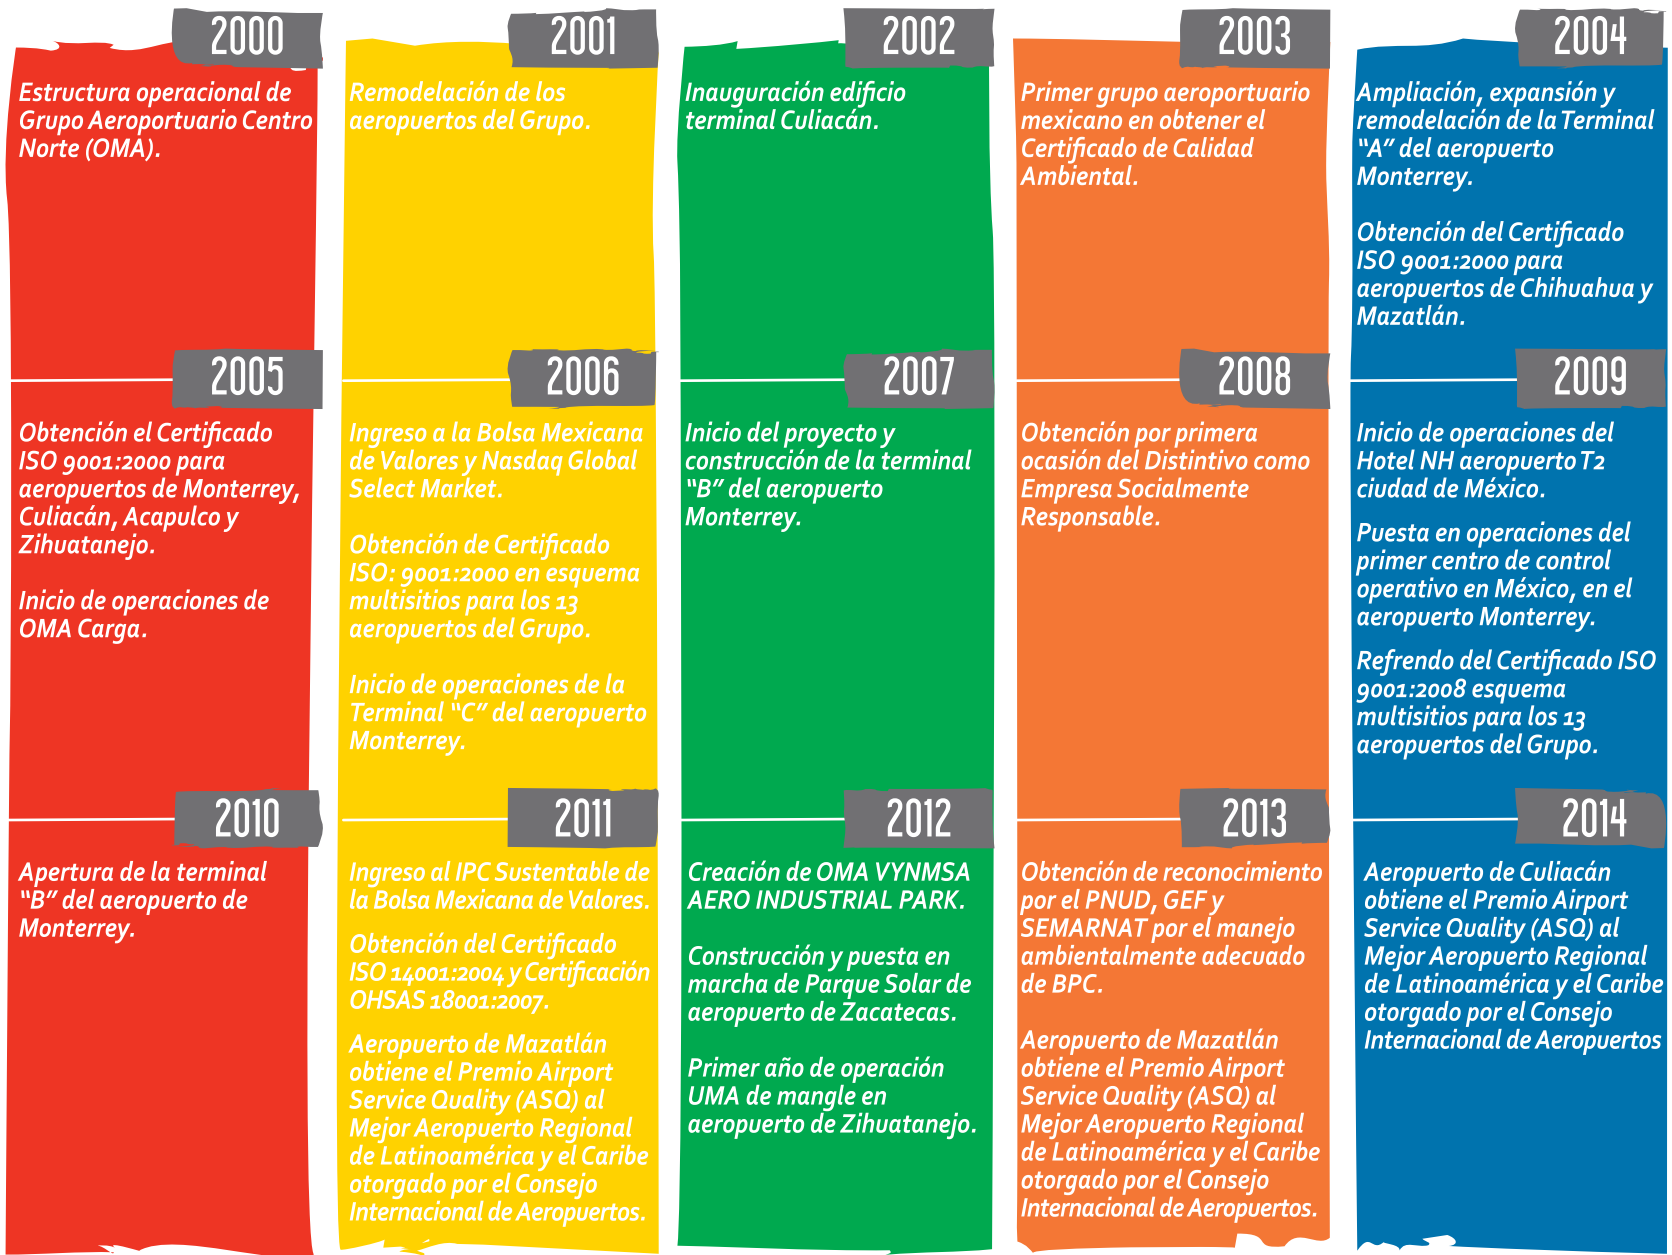 2000
Estructura operacional de
Grupo Aeroportuario Centro
Norte (OMA).
2001
Remodelación de los
aeropuertos del Grupo.
2002
Inauguración edificio
terminal Culiacán.
2003
Primer grupo aeroportuario
mexicano en obtener el
Certificado de Calidad
Ambiental.
2004
Ampliación, expansión y
remodelación de la Terminal
“A” del aeropuerto
Monterrey.
Obtención del Certificado
ISO 9001:2000 para
aeropuertos de Chihuahua y
Mazatlán.
2005
Obtención el Certificado
ISO 9001:2000 para
aeropuertos de Monterrey,
Culiacán, Acapulco y
Zihuatanejo.
Inicio de operaciones de
OMA Carga.
2006
Ingreso a la Bolsa Mexicana
de Valores y Nasdaq Global
Select Market.
Obtención de Certificado
ISO: 9001:2000 en esquema
multisitios para los 13
aeropuertos del Grupo.
Inicio de operaciones de la
Terminal “C” del aeropuerto
Monterrey.
2007
Inicio del proyecto y
construcción de la terminal
“B” del aeropuerto
Monterrey.
2008
Obtención por primera
ocasión del Distintivo como
Empresa Socialmente
Responsable.
2009
Inicio de operaciones del
Hotel NH aeropuerto T2
ciudad de México.
Puesta en operaciones del
primer centro de control
operativo en México, en el
aeropuerto Monterrey.
Refrendo del Certificado ISO
9001:2008 esquema
multisitios para los 13
aeropuertos del Grupo.
2010
Apertura de la terminal
“B” del aeropuerto de
Monterrey.
2011
Ingreso al IPC Sustentable de
la Bolsa Mexicana de Valores.
Obtención del Certificado
ISO 14001:2004 y Certificación
OHSAS 18001:2007.
Aeropuerto de Mazatlán
obtiene el Premio Airport
Service Quality (ASQ) al
Mejor Aeropuerto Regional
de Latinoamérica y el Caribe
otorgado por el Consejo
Internacional de Aeropuertos.
2012
Creación de OMA VYNMSA
AERO INDUSTRIAL PARK.
Construcción y puesta en
marcha de Parque Solar de
aeropuerto de Zacatecas.
Primer año de operación
UMA de mangle en
aeropuerto de Zihuatanejo.
2013
Obtención de reconocimiento
por el PNUD, GEF y
SEMARNAT por el manejo
ambientalmente adecuado
de BPC.
Aeropuerto de Mazatlán
obtiene el Premio Airport
Service Quality (ASQ) al
Mejor Aeropuerto Regional
de Latinoamérica y el Caribe
otorgado por el Consejo
Internacional de Aeropuertos.
2014
Aeropuerto de Culiacán
obtiene el Premio Airport
Service Quality (ASQ) al
Mejor Aeropuerto Regional
de Latinoamérica y el Caribe
otorgado por el Consejo
Internacional de Aeropuertos